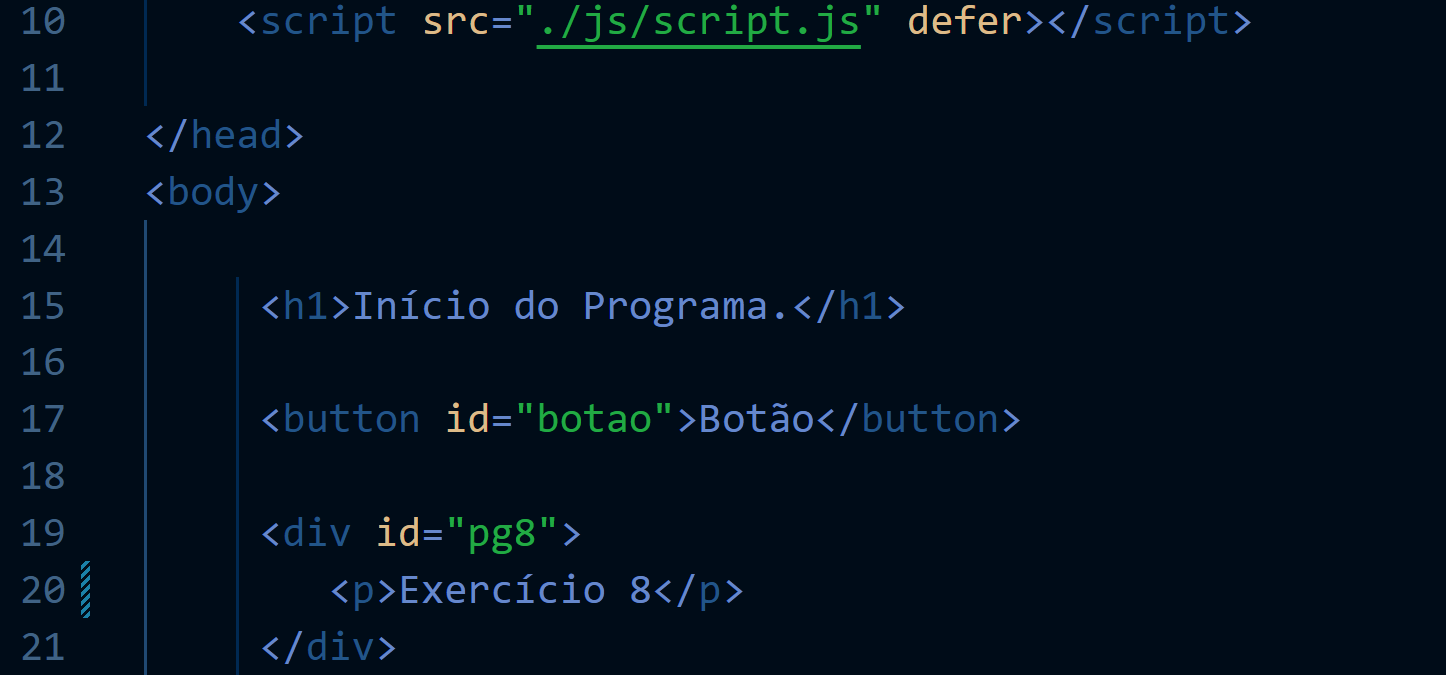 10 <script src="./js/script.js" defer></script>
11
12 </head>
13 <body>
14
15 <h1>Início do Programa.</h1>
16
17 <button id="botao">Botão</button>
18
19 <div id="pg8">
20 <p>Exercício 8</p>
21 </div>